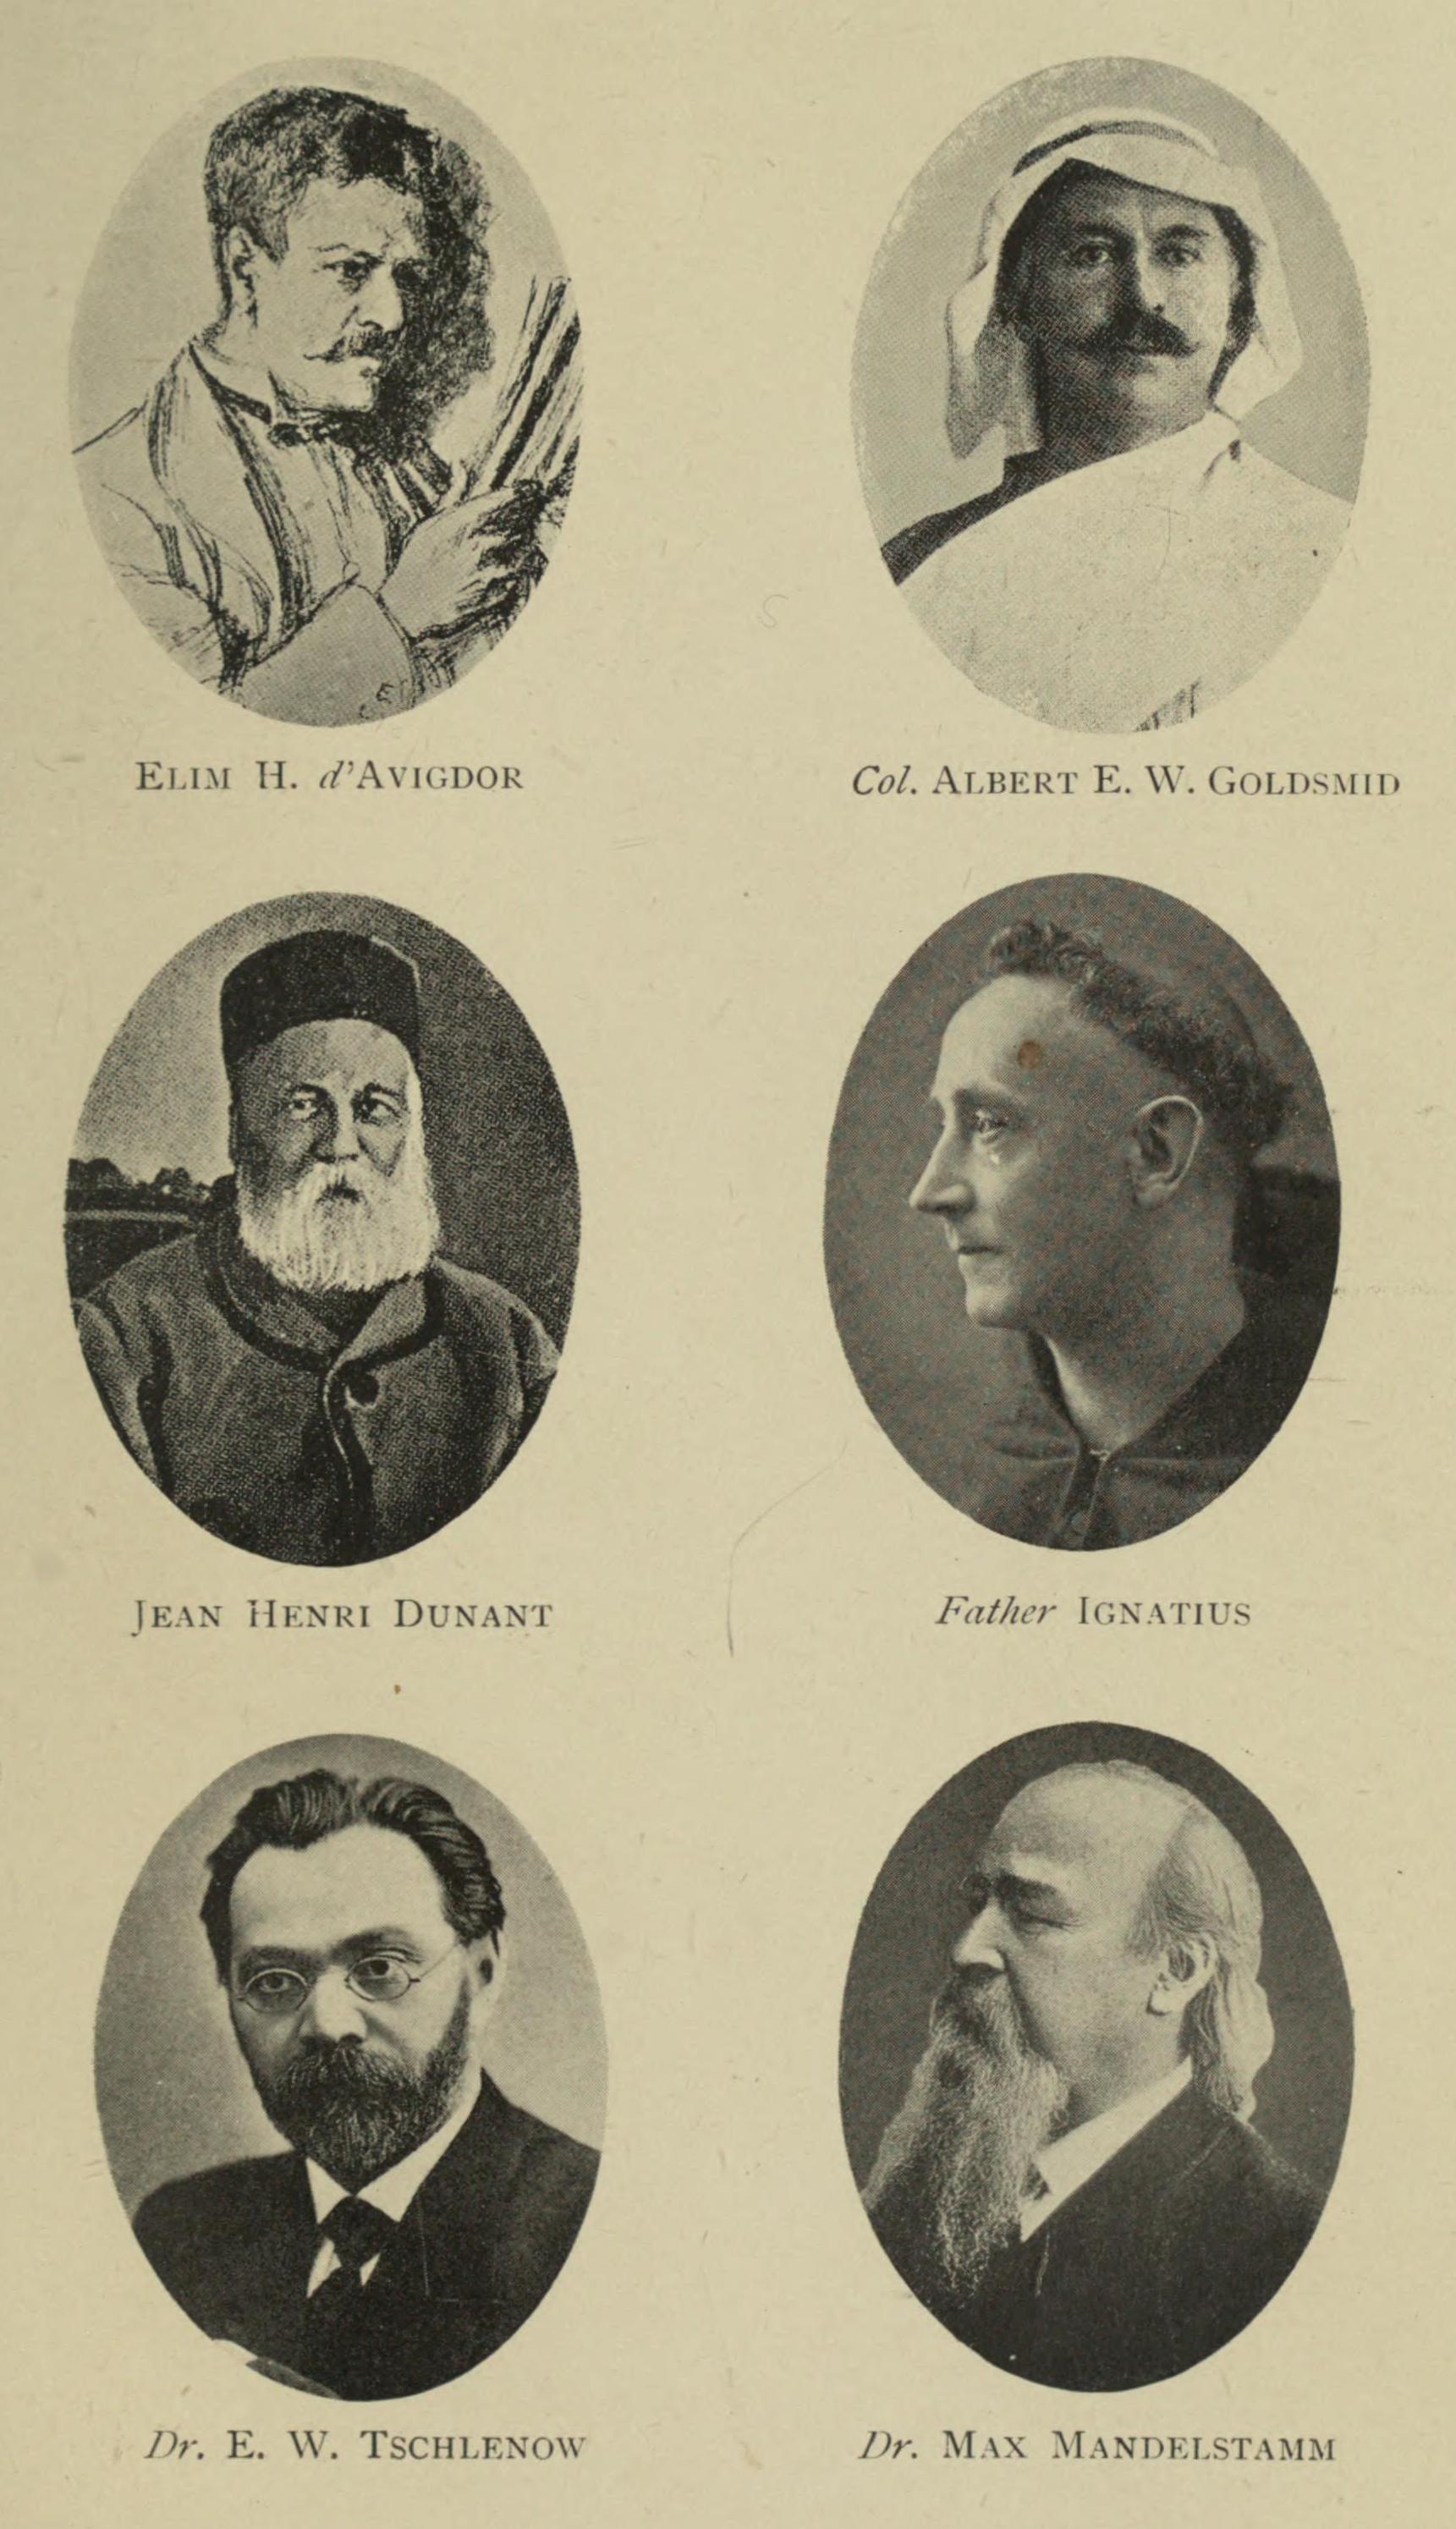 ELIM H. d'AVIGDOR
Col. ALBERT E. W. GOLDSMID
JEAN HENRI DUNANT
Father IGNATIUS
Dr. E. W. TSCHLENOW
Dr. MAX MANDELSTAMM